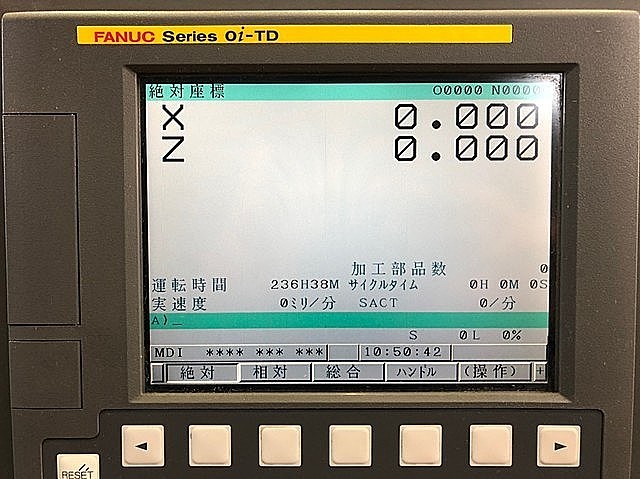 FANUC Series 0i-TD
絶対座標 O0000 N0000
X 0.000
Z 0.000
加工部品数 0
運転時間 236H38M サイクルタイム 0H 0M 0S
実速度 0ミリ/分 SACT 0/分
A)_
S 0L 0%
MDI **** *** *** 10:50:42
絶対 相対 総合 ハンドル (操作) +
◄ ►
RESET